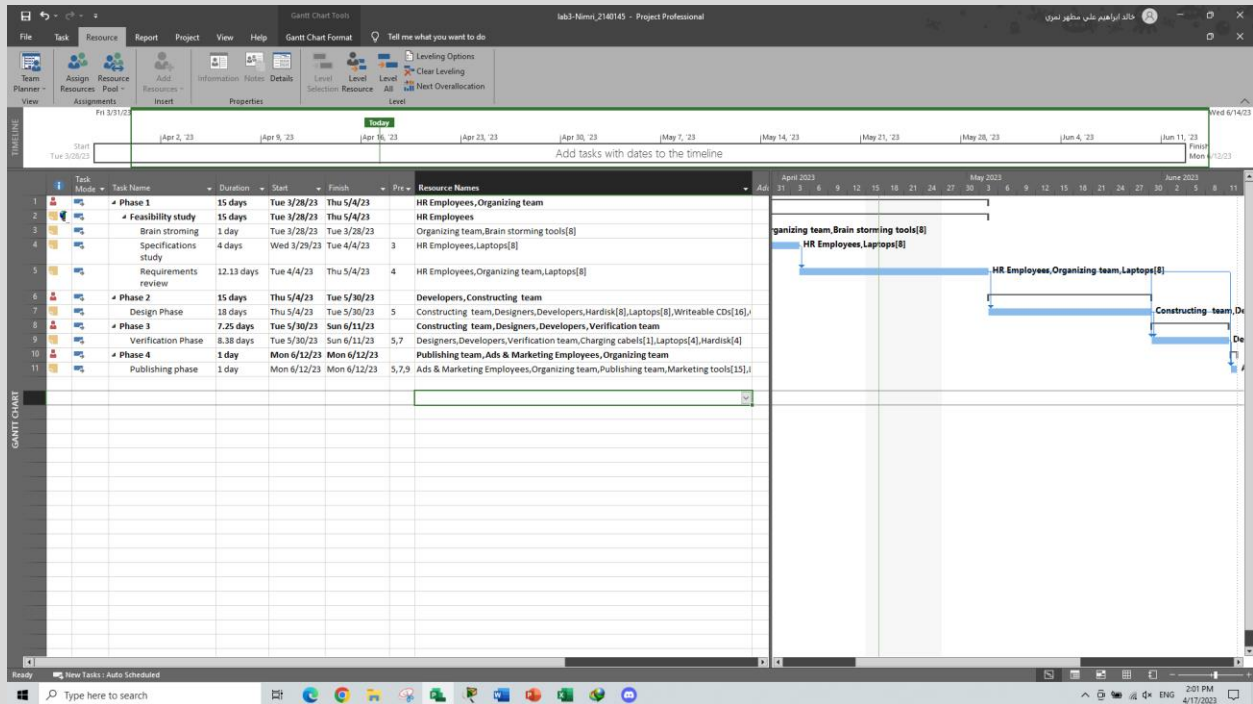 Gantt Chart Tools
lab3-Nimri_2140145 - Project Professional
خالد ابراهيم علي مطهر نمري
File Task Resource Report Project View Help Gantt Chart Format Tell me what you want to do
Team Planner
Assign Resources
Resource Pool
Add Resources
Information Notes Details
Level Selection
Level Resource
Level All
Leveling Options
Clear Leveling
Next Overallocation
View Assignments Insert Properties Level
TIMELINE
Fri 3/31/23
Today
Wed 6/14/23
Apr 2, '23 Apr 9, '23 Apr 16, '23 Apr 23, '23 Apr 30, '23 May 7, '23 May 14, '23 May 21, '23 May 28, '23 Jun 4, '23 Jun 11, '23
Start
Tue 3/28/23
Add tasks with dates to the timeline
Finish
Mon 6/12/23
Task Mode Task Name Duration Start Finish Pre Resource Names
1 Phase 1 15 days Tue 3/28/23 Thu 5/4/23 HR Employees,Organizing team
2 Feasibility study 15 days Tue 3/28/23 Thu 5/4/23 HR Employees
3 Brain stroming 1 day Tue 3/28/23 Tue 3/28/23 Organizing team,Brain storming tools[8]
4 Specifications study 4 days Wed 3/29/23 Tue 4/4/23 3 HR Employees,Laptops[8]
5 Requirements review 12.13 days Tue 4/4/23 Thu 5/4/23 4 HR Employees,Organizing team,Laptops[8]
6 Phase 2 15 days Thu 5/4/23 Tue 5/30/23 Developers,Constructing team
7 Design Phase 18 days Thu 5/4/23 Tue 5/30/23 5 Constructing team,Designers,Developers,Hardisk[8],Laptops[8],Writeable CDs[16],
8 Phase 3 7.25 days Tue 5/30/23 Sun 6/11/23 Constructing team,Designers,Developers,Verification team
9 Verification Phase 8.38 days Tue 5/30/23 Sun 6/11/23 5,7 Designers,Developers,Verification team,Charging cabels[1],Laptops[4],Hardisk[4]
10 Phase 4 1 day Mon 6/12/23 Mon 6/12/23 Publishing team,Ads & Marketing Employees,Organizing team
11 Publishing phase 1 day Mon 6/12/23 Mon 6/12/23 5,7,9 Ads & Marketing Employees,Organizing team,Publishing team,Marketing tools[15],
GANTT CHART
April 2023 May 2023 June 2023
31 3 6 9 12 15 18 21 24 27 30 3 6 9 12 15 18 21 24 27 30 2 5 8 11
ganizing team,Brain storming tools[8]
HR Employees,Laptops[8]
HR Employees,Organizing team,Laptops[8]
Constructing team,De
De
Ready New Tasks : Auto Scheduled
Type here to search
ENG
2:01 PM
4/17/2023